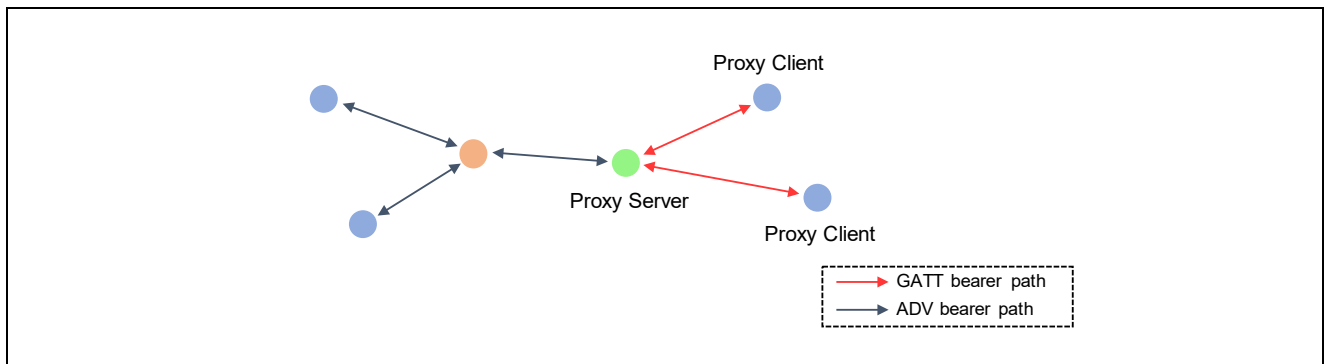 Proxy Client
Proxy Server
Proxy Client
GATT bearer path
ADV bearer path